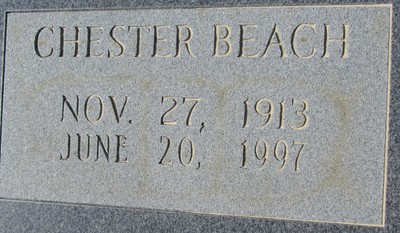 CHESTER BEACH
NOV. 27, 1913
JUNE 20, 1997